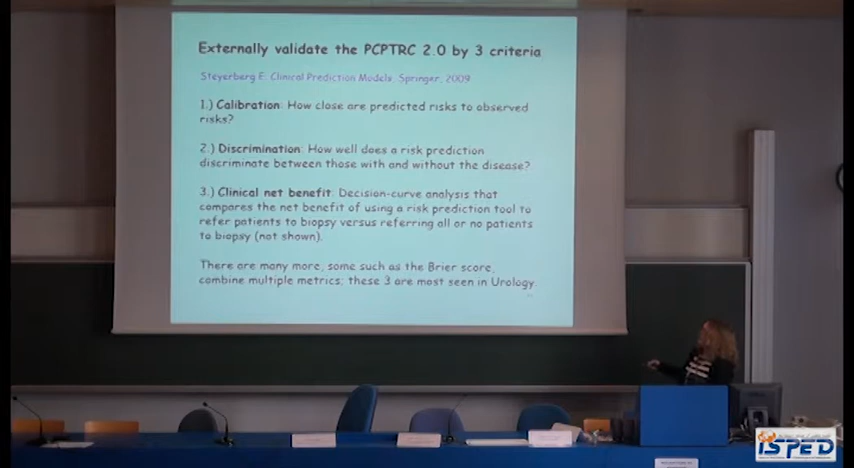 Externally validate the PCPTRC 2.0 by 3 criteria
Steyerberg E: Clinical Prediction Models, Springer, 2009
1.) Calibration: How close are predicted risks to observed
risks?
2.) Discrimination: How well does a risk prediction
discriminate between those with and without the disease?
3.) Clinical net benefit: Decision-curve analysis that
compares the net benefit of using a risk prediction tool to
refer patients to biopsy versus referring all or no patients
to biopsy (not shown).
There are many more, some such as the Brier score,
combine multiple metrics; these 3 are most seen in Urology
ISPED